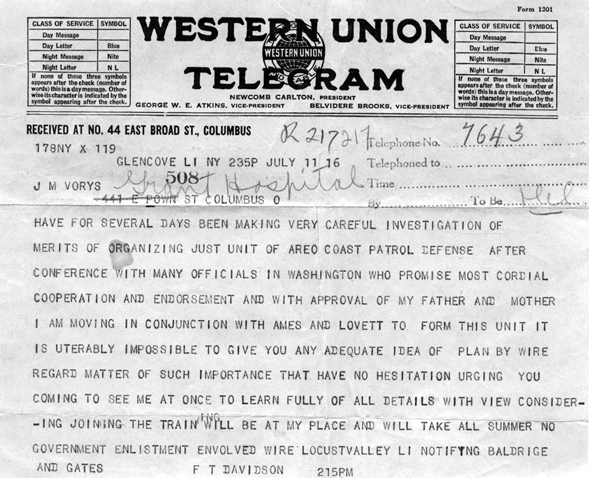 Form 1201
CLASS OF SERVICE SYMBOL
Day Message
Day Letter Blue
Night Message Nite
Night Letter N L
If none of these three symbols
appears after the check (number of
words) this is a day message. Other-
wise its character is indicated by the
symbol appearing after the check.
WESTERN UNION
WESTERN UNION
TELEGRAM
NEWCOMB CARLTON, PRESIDENT
GEORGE W. E. ATKINS, VICE-PRESIDENT BELVIDERE BROOKS, VICE-PRESIDENT
CLASS OF SERVICE SYMBOL
Day Message
Day Letter Blue
Night Message Nite
Night Letter N L
If none of these three symbols
appears after the check (number of
words) this is a day message. Other-
wise its character is indicated by the
symbol appearing after the check.
RECEIVED AT NO. 44 EAST BROAD ST., COLUMBUS
178NY X 119
R 217217 Telephone No. 7643
GLENCOVE LI NY 235P JULY 11 16 Telephoned to
508
J M VORYS Grant Hospital Time
441 E POWN ST COLUMBUS O By To Be
HAVE FOR SEVERAL DAYS BEEN MAKING VERY CAREFUL INVESTIGATION OF
MERITS OF ORGANIZING JUST UNIT OF AREO COAST PATROL DEFENSE AFTER
CONFERENCE WITH MANY OFFICIALS IN WASHINGTON WHO PROMISE MOST CORDIAL
COOPERATION AND ENDORSEMENT AND WITH APPROVAL OF MY FATHER AND MOTHER
I AM MOVING IN CONJUNCTION WITH AMES AND LOVETT TO FORM THIS UNIT IT
IS UTERABLY IMPOSSIBLE TO GIVE YOU ANY ADEQUATE IDEA OF PLAN BY WIRE
REGARD MATTER OF SUCH IMPORTANCE THAT HAVE NO HESITATION URGING YOU
COMING TO SEE ME AT ONCE TO LEARN FULLY OF ALL DETAILS WITH VIEW CONSIDER-
-ING JOINING THE TRAINING WILL BE AT MY PLACE AND WILL TAKE ALL SUMMER NO
GOVERNMENT ENLISTMENT ENVOLVED WIRE LOCUSTVALLEY LI NOTIFYNG BALDRIGE
AND GATES F T DAVIDSON 215PM